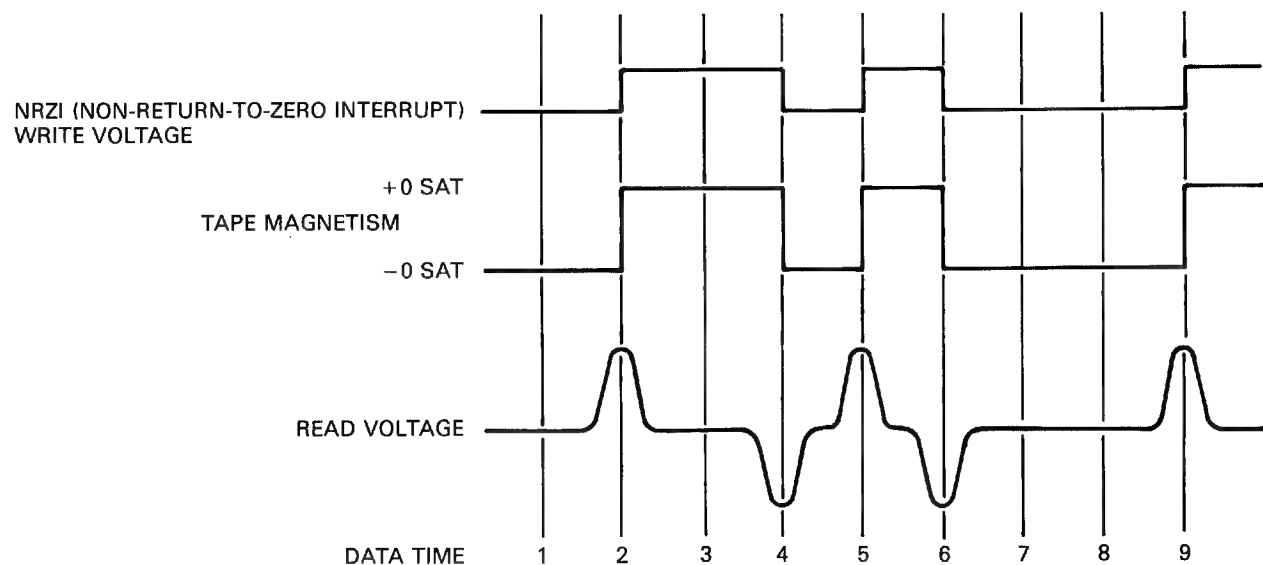 NRZI (NON-RETURN-TO-ZERO INTERRUPT)
WRITE VOLTAGE
+0 SAT
TAPE MAGNETISM
−0 SAT
READ VOLTAGE
DATA TIME 1 2 3 4 5 6 7 8 9